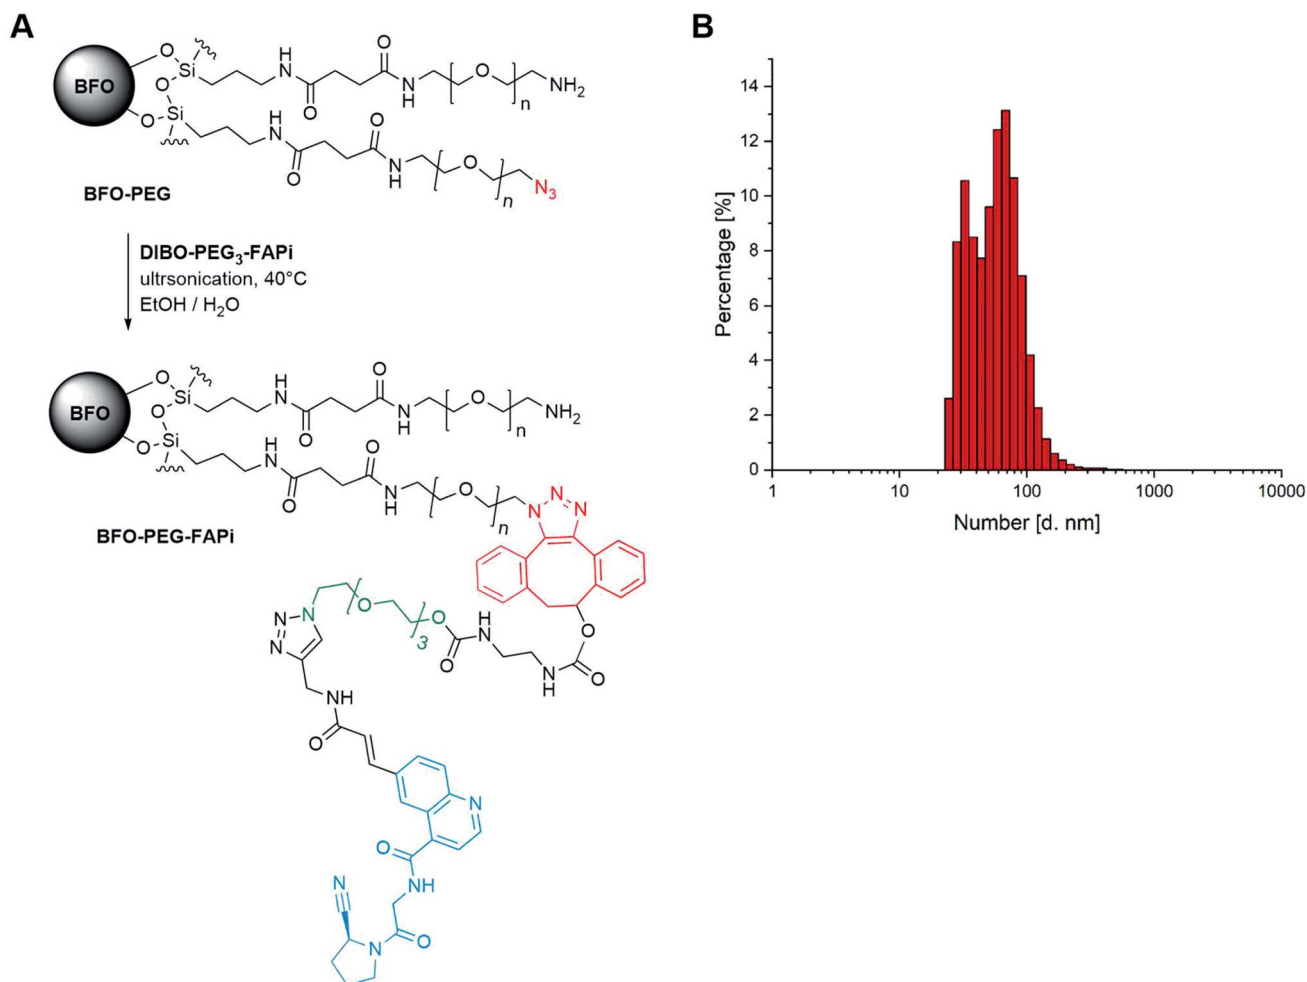 A
BFO
O
Si
O
Si
O
H
N
O
O
N
H
O
n
NH2
H
N
O
O
N
H
O
n
N3
BFO-PEG
DIBO-PEG3-FAPi
ultrsonication, 40°C
EtOH / H2O
BFO
O
Si
O
Si
O
H
N
O
O
N
H
O
n
NH2
H
N
O
O
N
H
O
n
N
N
N
BFO-PEG-FAPi
N
N
N
O
3
O
O
H
N
N
H
O
O
NH
O
N
O
NH
N
N
O
B
Percentage [%]
14
12
10
8
6
4
2
0
1 10 100 1000 10000
Number [d. nm]